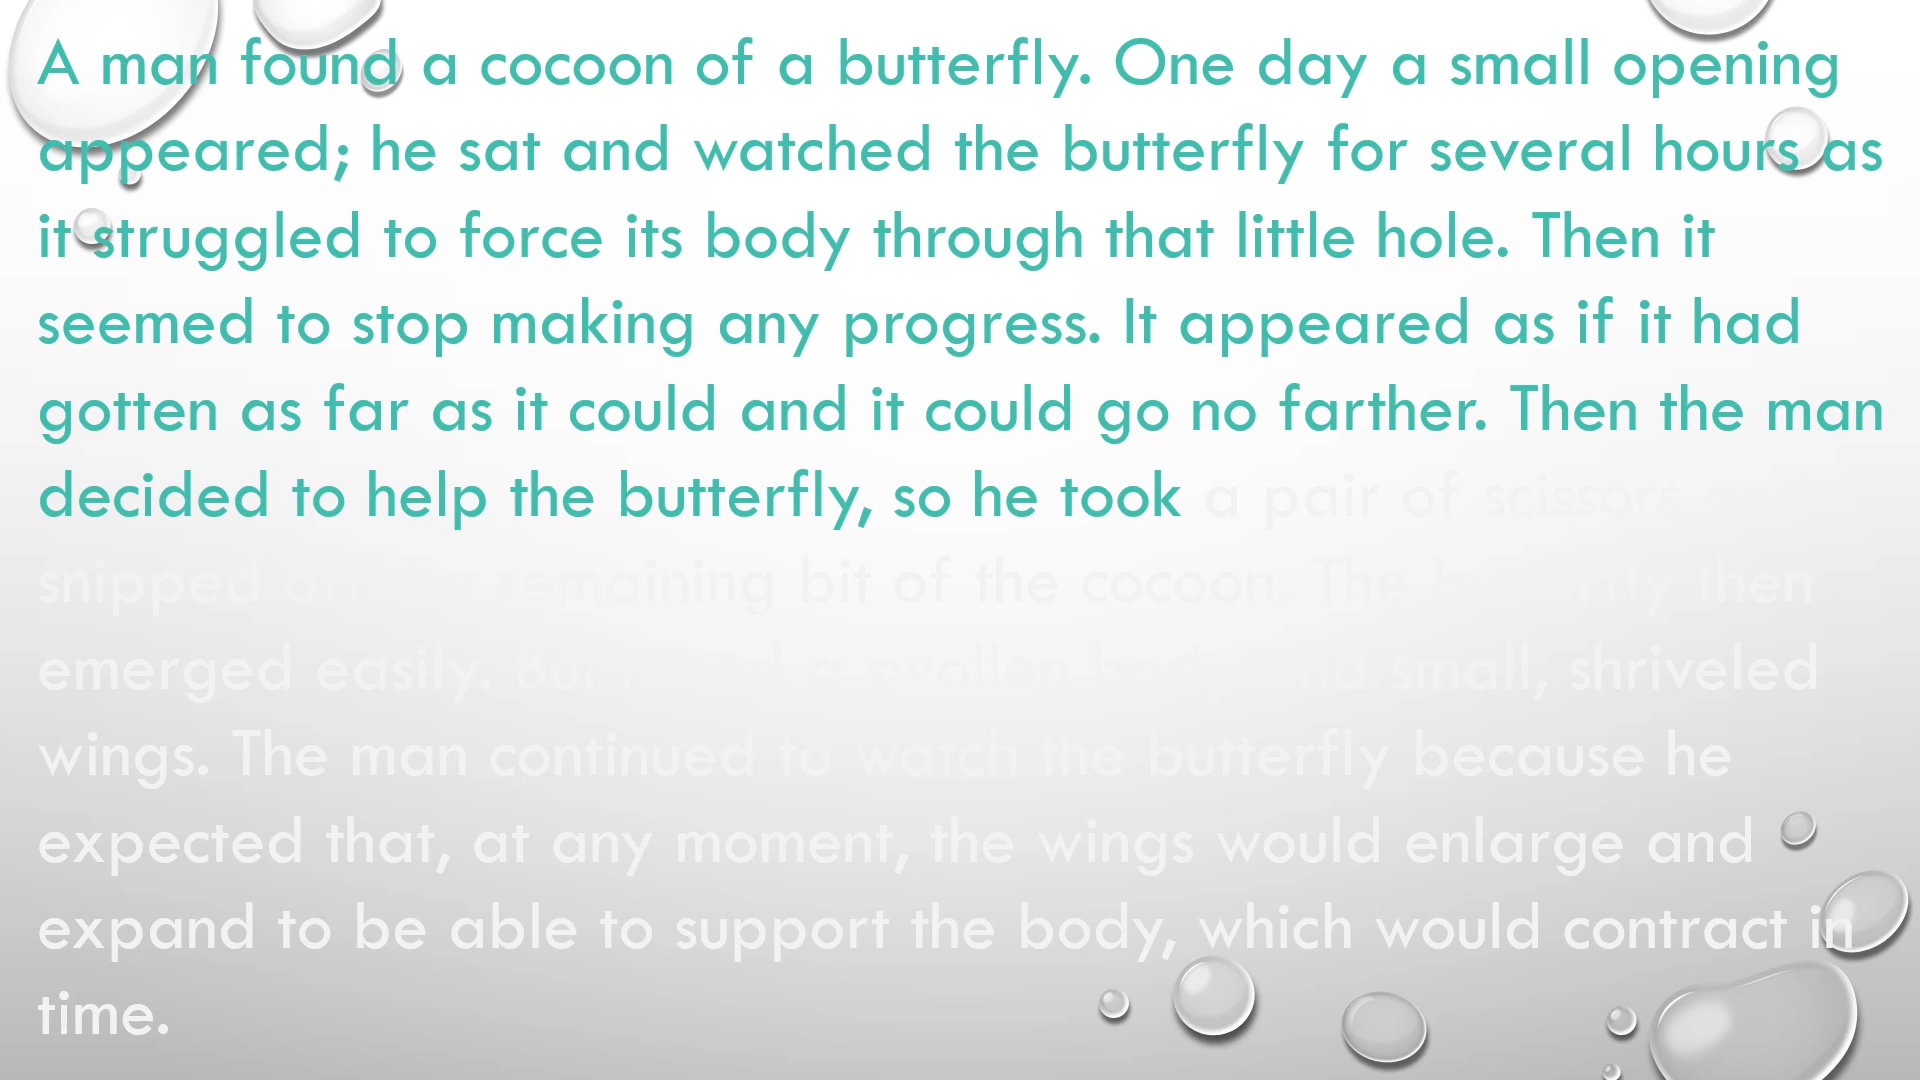 A man found a cocoon of a butterfly. One day a small opening
appeared; he sat and watched the butterfly for several hours as
it struggled to force its body through that little hole. Then it
seemed to stop making any progress. It appeared as if it had
gotten as far as it could and it could go no farther. Then the man
decided to help the butterfly, so he took a pair of scissors
snipped remaining bit of the cocoon. The butterfly then
emerged easily. But swollen and small, shriveled
wings. The man continued to watch the butterfly because he
expected that, at any moment, the wings would enlarge and
expand to be able to support the body, which would contract in
time.